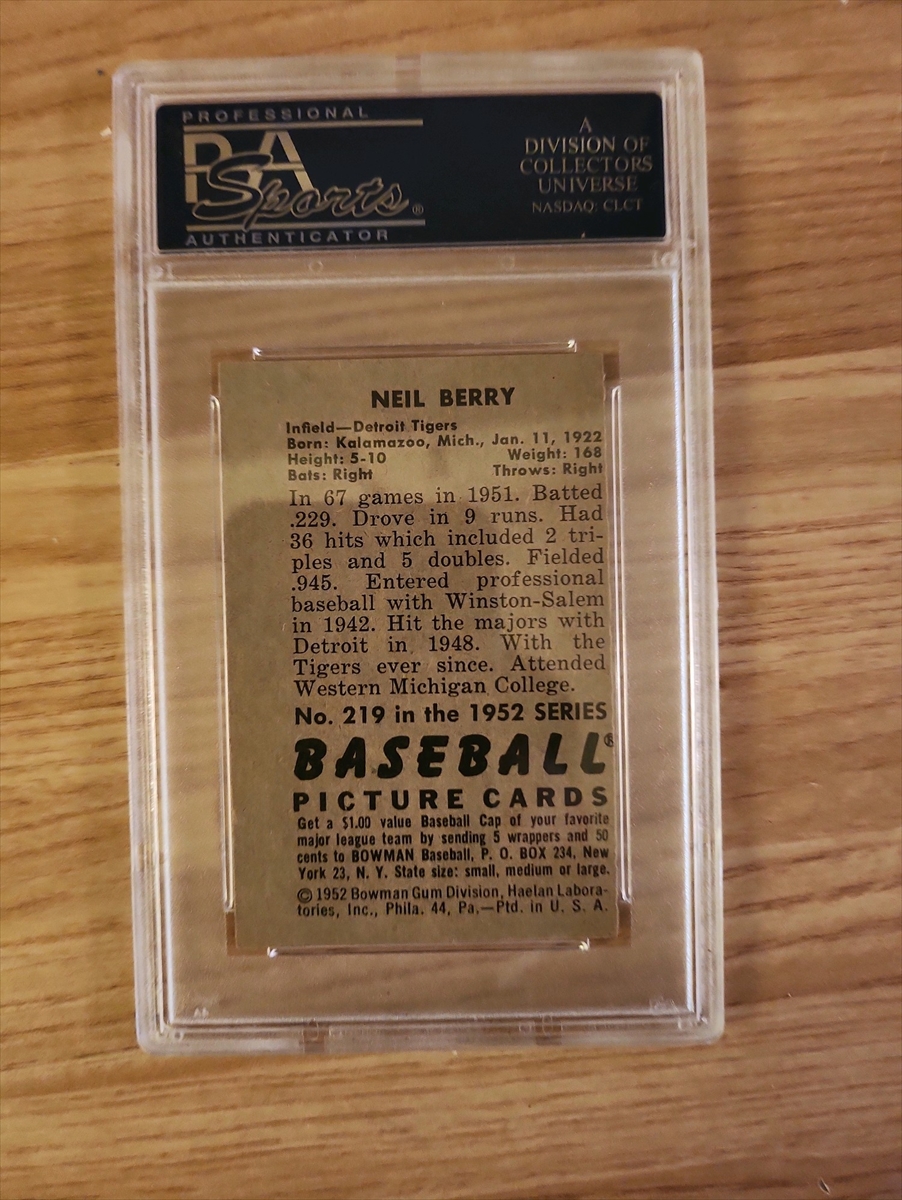 PROFESSIONAL
PSA
Sports®
AUTHENTICATOR
A
DIVISION OF
COLLECTORS
UNIVERSE
NASDAQ: CLCT
NEIL BERRY
Infield—Detroit Tigers
Born: Kalamazoo, Mich., Jan. 11, 1922
Height: 5-10 Weight: 168
Bats: Right Throws: Right
In 67 games in 1951. Batted
.229. Drove in 9 runs. Had
36 hits which included 2 tri-
ples and 5 doubles. Fielded
.945. Entered professional
baseball with Winston-Salem
in 1942. Hit the majors with
Detroit in 1948. With the
Tigers ever since. Attended
Western Michigan College.
No. 219 in the 1952 SERIES
BASEBALL®
PICTURE CARDS
Get a $1.00 value Baseball Cap of your favorite
major league team by sending 5 wrappers and 50
cents to BOWMAN Baseball, P. O. BOX 234, New
York 23, N. Y. State size: small, medium or large.
© 1952 Bowman Gum Division, Haelan Labora-
tories, Inc., Phila. 44, Pa.—Ptd. in U. S. A.